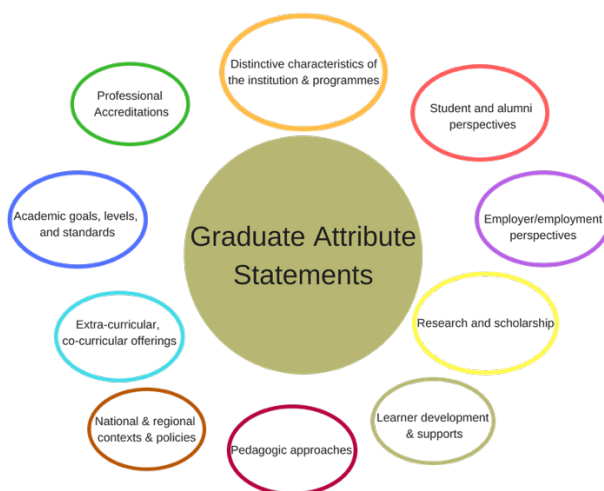 Distinctive characteristics of
the institution & programmes
Professional
Accreditations
Student and alumni
perspectives
Academic goals, levels,
and standards
Graduate Attribute
Statements
Employer/employment
perspectives
Extra-curricular,
co-curricular offerings
Research and scholarship
National & regional
contexts & policies
Learner development
& supports
Pedagogic approaches